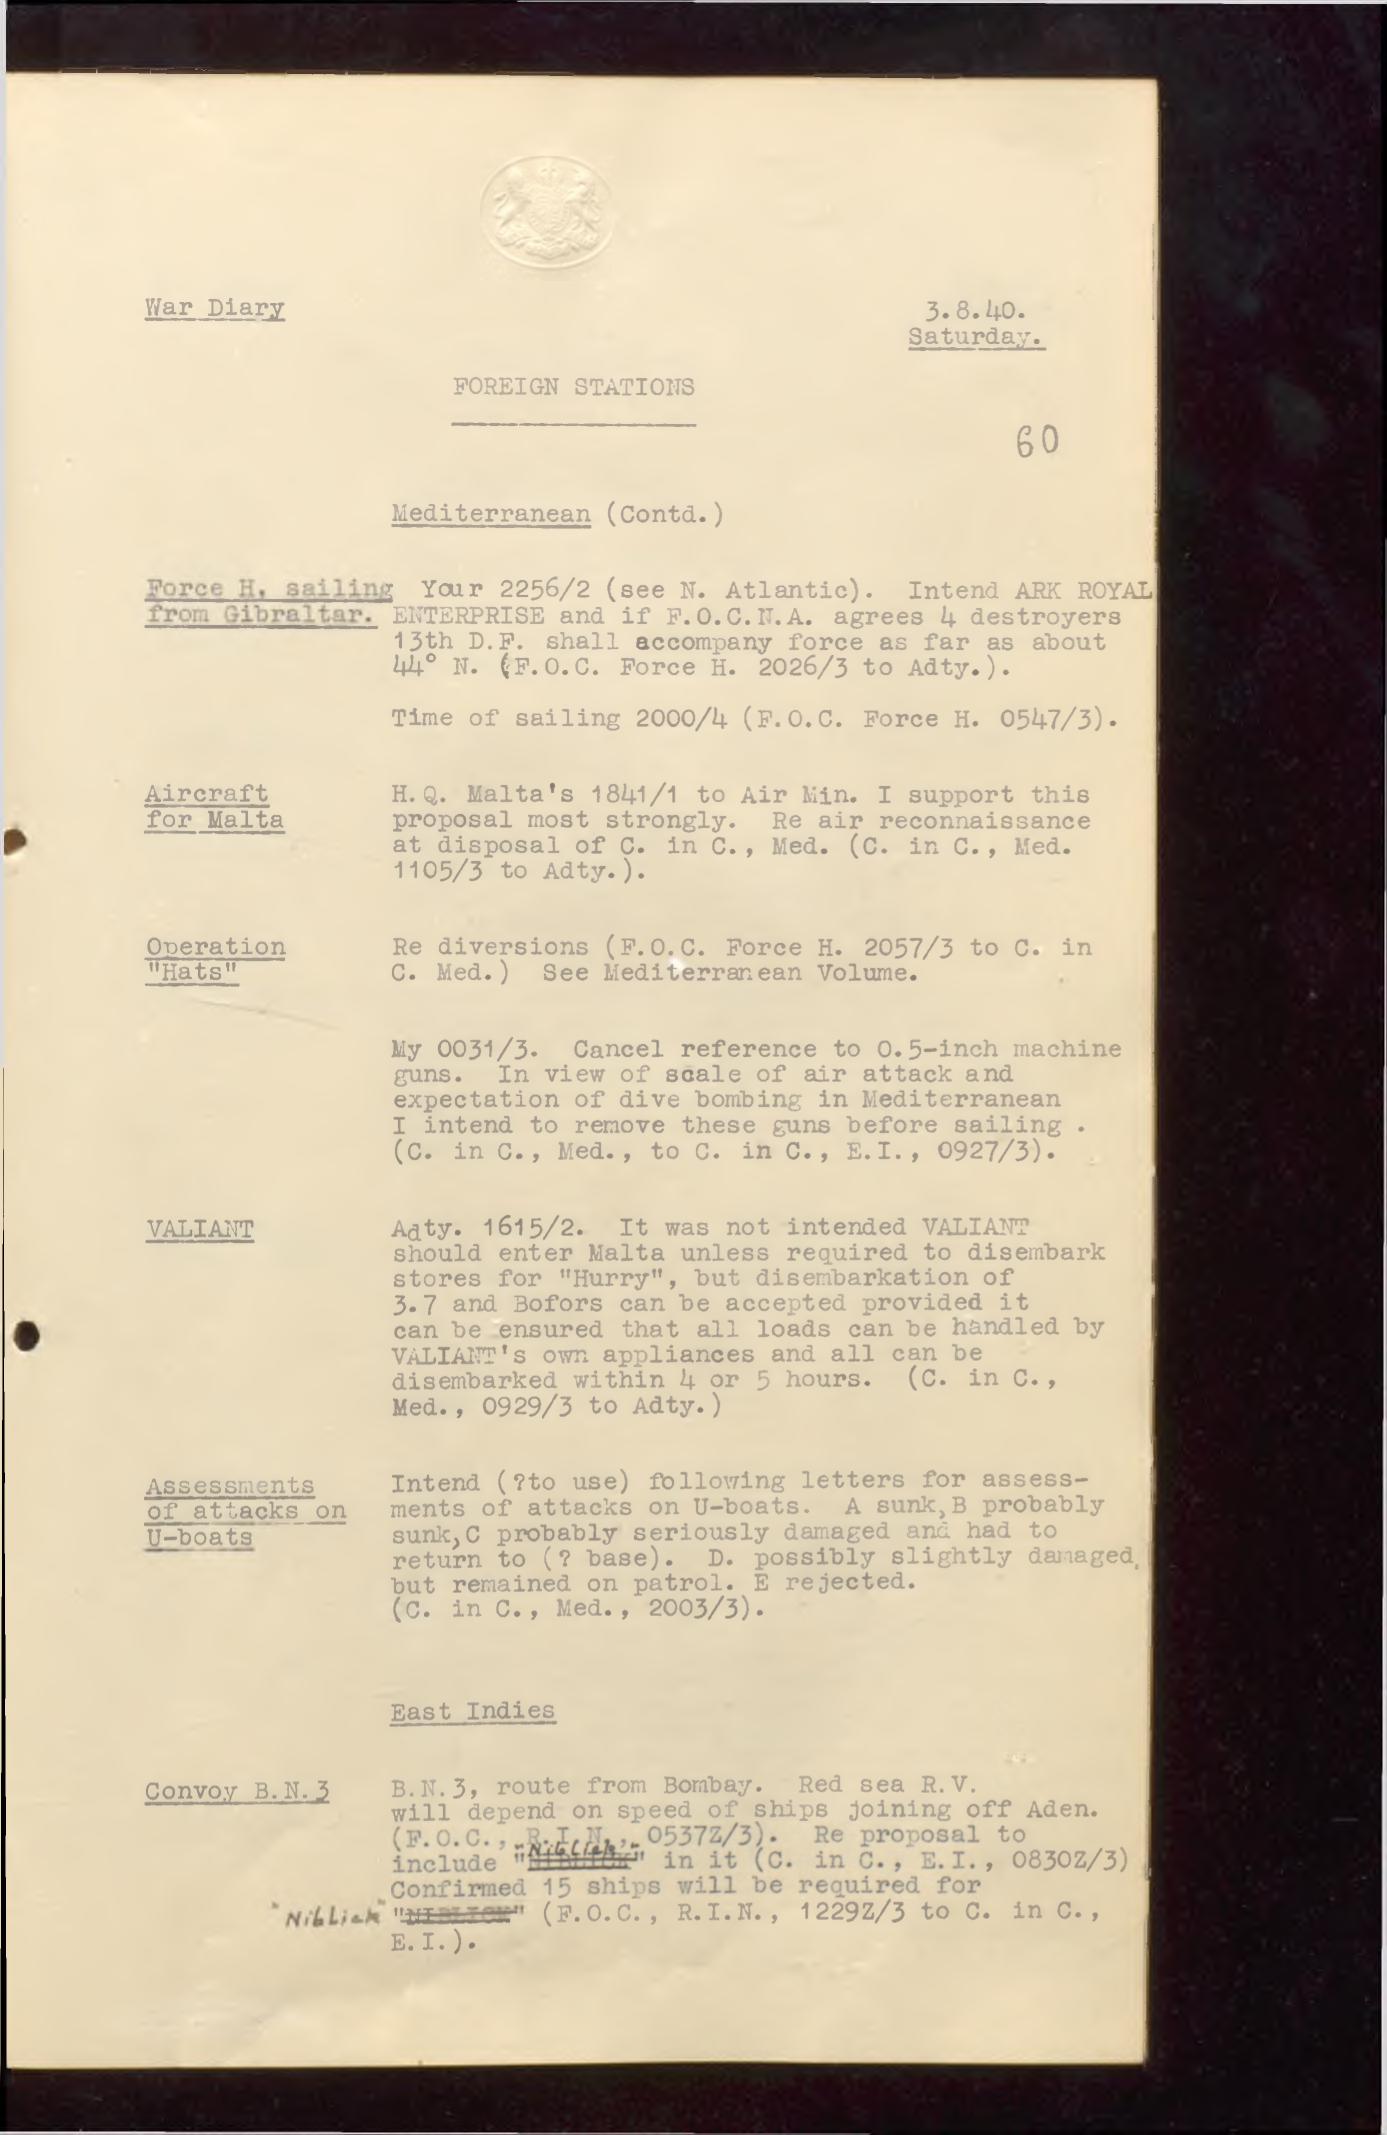 War Diary
3.8.40.
Saturday.
FOREIGN STATIONS
60
Mediterranean (Contd.)
Force H, sailing Your 2256/2 (see N. Atlantic). Intend ARK ROYAL
from Gibraltar. ENTERPRISE and if F.O.C.N.A. agrees 4 destroyers
13th D.F. shall accompany force as far as about
44° N. (F.O.C. Force H. 2026/3 to Adty.).
Time of sailing 2000/4 (F.O.C. Force H. 0547/3).
Aircraft H.Q. Malta's 1841/1 to Air Min. I support this
for Malta proposal most strongly. Re air reconnaissance
at disposal of C. in C., Med. (C. in C., Med.
1105/3 to Adty.).
Operation Re diversions (F.O.C. Force H. 2057/3 to C. in
"Hats" C. Med.) See Mediterranean Volume.
My 0031/3. Cancel reference to 0.5-inch machine
guns. In view of scale of air attack and
expectation of dive bombing in Mediterranean
I intend to remove these guns before sailing .
(C. in C., Med., to C. in C., E.I., 0927/3).
VALIANT Adty. 1615/2. It was not intended VALIANT
should enter Malta unless required to disembark
stores for "Hurry", but disembarkation of
3.7 and Bofors can be accepted provided it
can be ensured that all loads can be handled by
VALIANT's own appliances and all can be
disembarked within 4 or 5 hours. (C. in C.,
Med., 0929/3 to Adty.)
Assessments Intend (?to use) following letters for assess-
of attacks on ments of attacks on U-boats. A sunk, B probably
U-boats sunk, C probably seriously damaged and had to
return to (? base). D. possibly slightly damaged,
but remained on patrol. E rejected.
(C. in C., Med., 2003/3).
East Indies
Convoy B.N.3 B.N.3, route from Bombay. Red sea R.V.
will depend on speed of ships joining off Aden.
(F.O.C., R.I.N., 0537Z/3). Re proposal to
Niblick
include "NIBLICK" in it (C. in C., E.I., 0830Z/3)
Confirmed 15 ships will be required for
"Niblick" "NIBLICK" (F.O.C., R.I.N., 1229Z/3 to C. in C.,
E.I.).